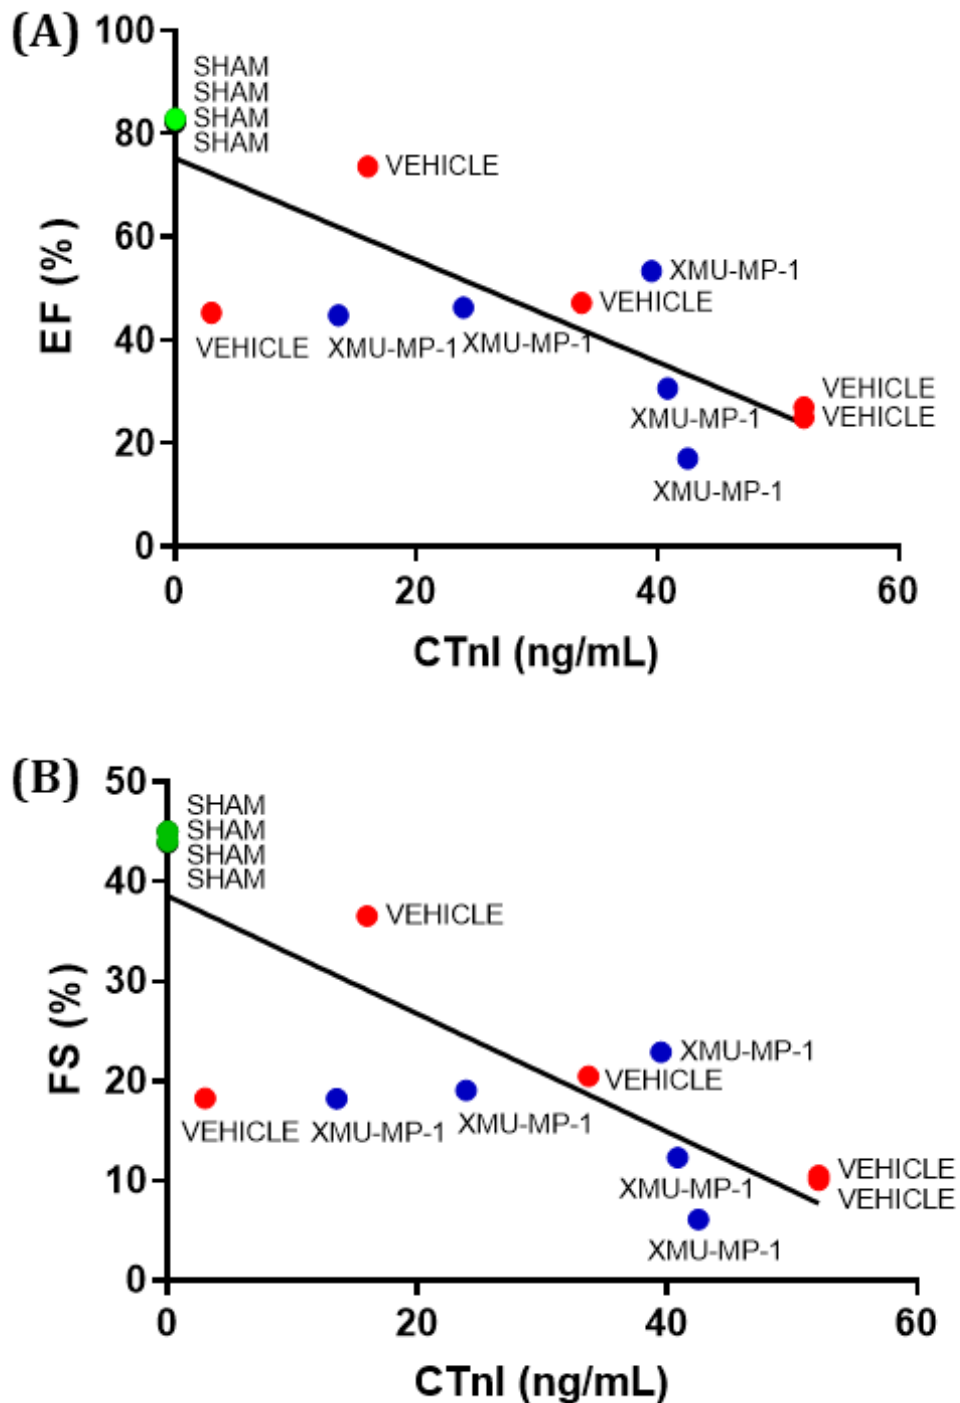 (A)
100
SHAM
SHAM
SHAM
SHAM
80
VEHICLE
60
XMU-MP-1
VEHICLE
EF (%)
40
VEHICLE
XMU-MP-1
XMU-MP-1
VEHICLE
XMU-MP-1
VEHICLE
20
XMU-MP-1
0
0 20 40 60
CTnI (ng/mL)
(B)
50
SHAM
SHAM
SHAM
SHAM
40
VEHICLE
30
XMU-MP-1
VEHICLE
FS (%)
20
VEHICLE
XMU-MP-1
XMU-MP-1
VEHICLE
10
XMU-MP-1
VEHICLE
XMU-MP-1
0
0 20 40 60
CTnI (ng/mL)